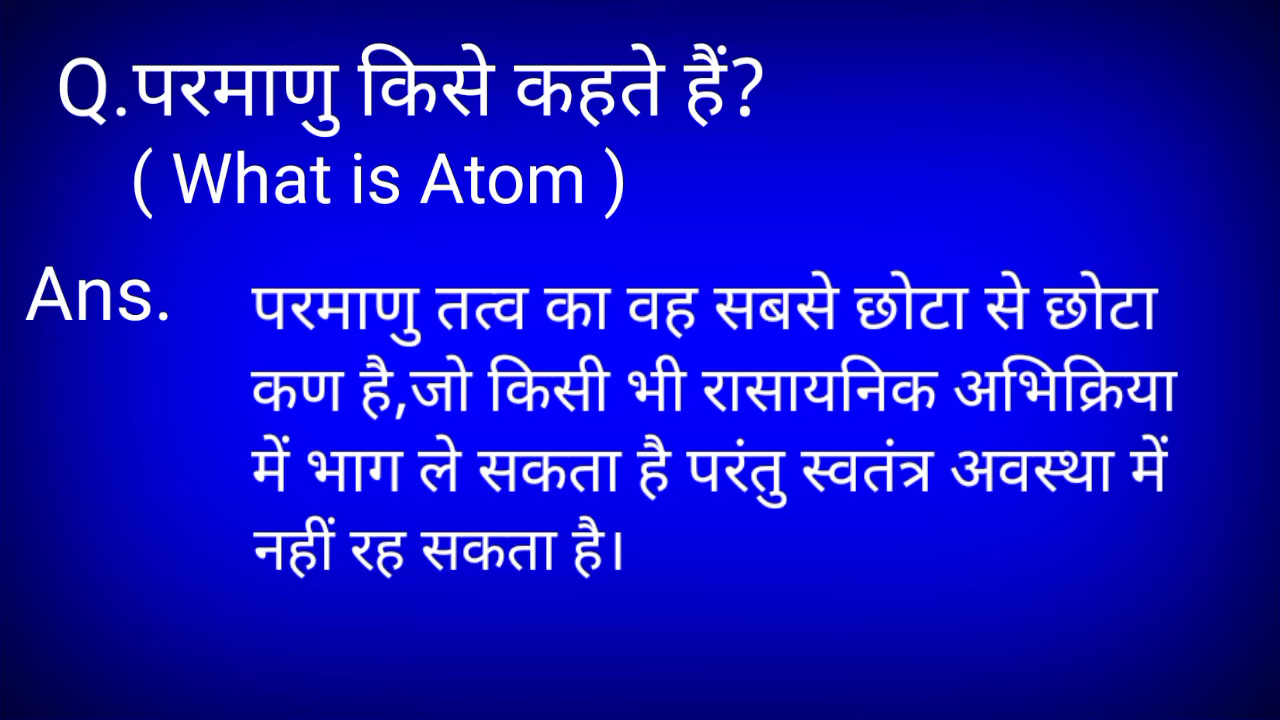 Q.परमाणु किसे कहते हैं?
( What is Atom )
Ans.
परमाणु तत्व का वह सबसे छोटा से छोटा
कण है,जो किसी भी रासायनिक अभिक्रिया
में भाग ले सकता है परंतु स्वतंत्र अवस्था में
नहीं रह सकता है।